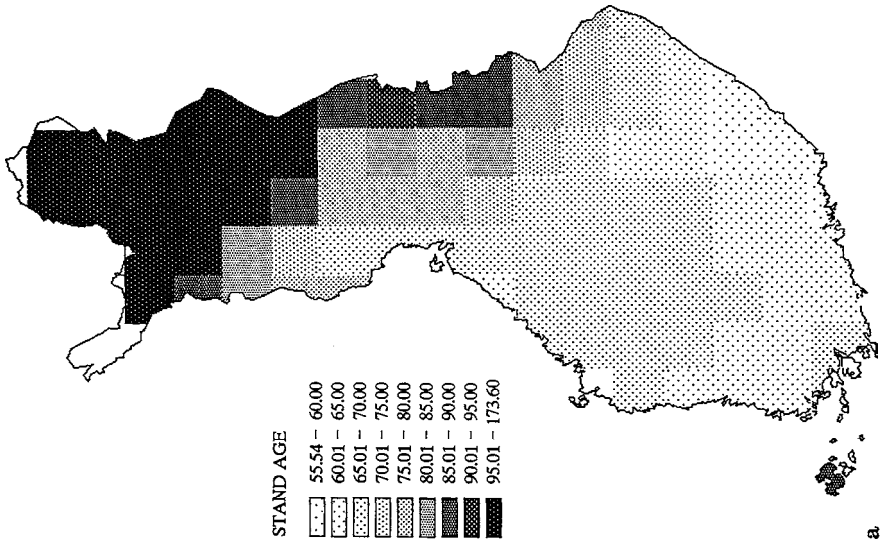 STAND AGE
55.54 – 60.00
60.01 – 65.00
65.01 – 70.00
70.01 – 75.00
75.01 – 80.00
80.01 – 85.00
85.01 – 90.00
90.01 – 95.00
95.01 – 173.60
a